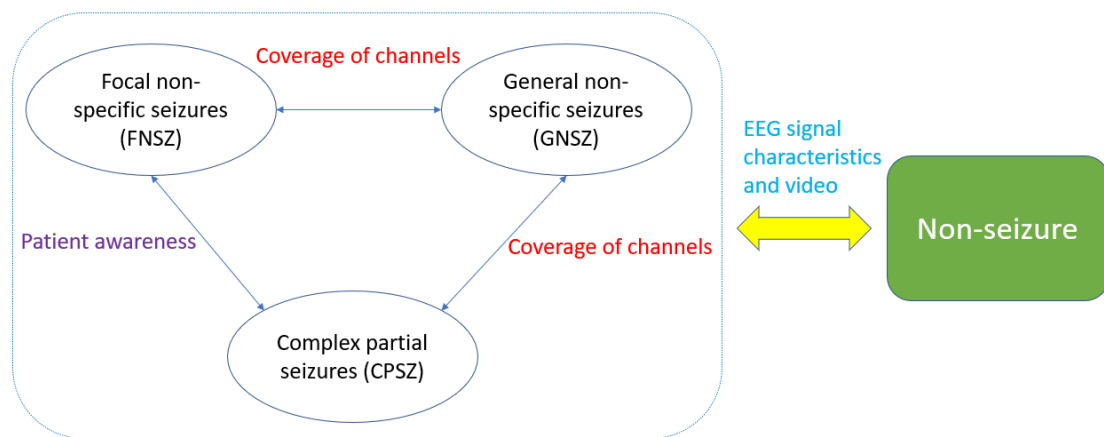 Coverage of channels
Focal non-
specific seizures
(FNSZ)
General non-
specific seizures
(GNSZ)
EEG signal
characteristics
and video
Non-seizure
Patient awareness
Coverage of channels
Complex partial
seizures (CPSZ)